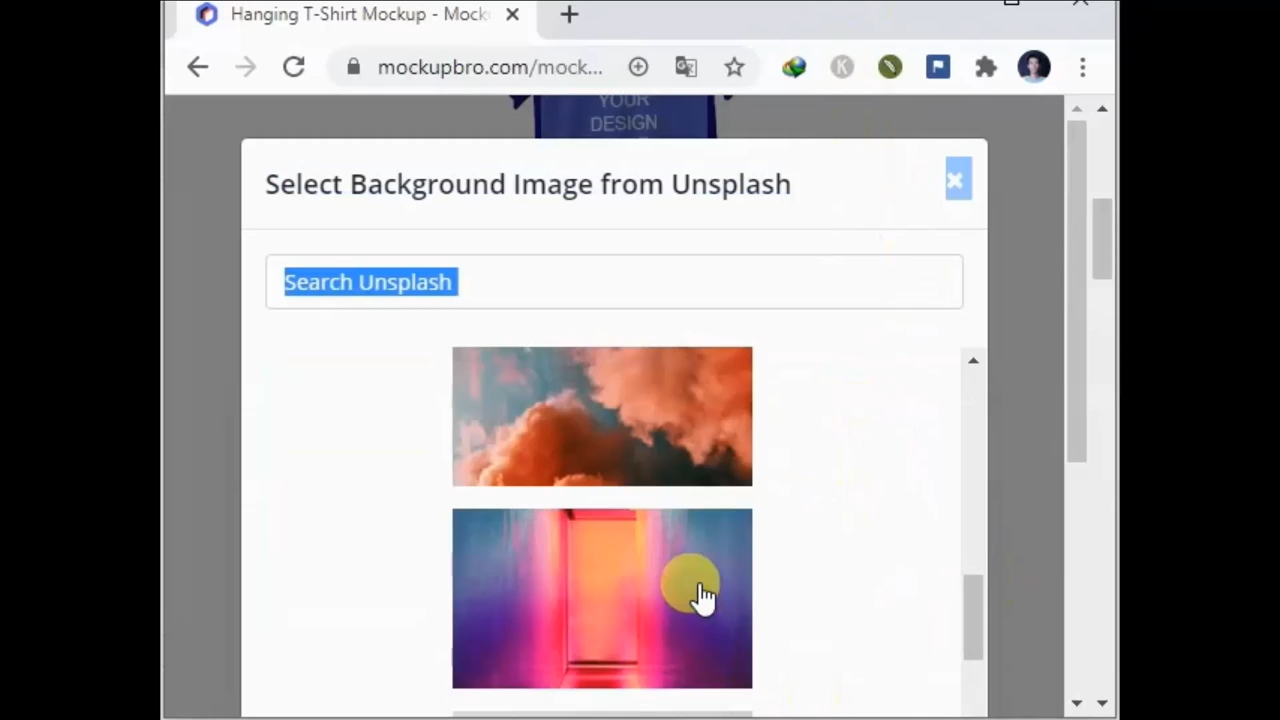 Hanging T-Shirt Mockup - Mock
mockupbro.com/mock...
YOUR
DESIGN
Select Background Image from Unsplash
Search Unsplash